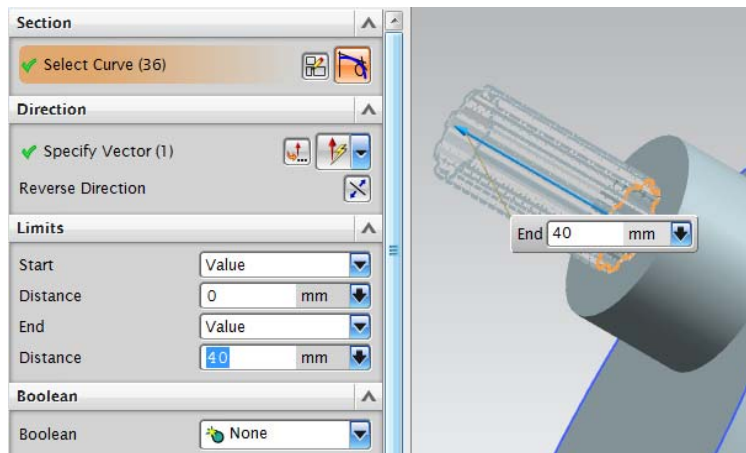 Section
Select Curve (36)
Direction
Specify Vector (1)
Reverse Direction
Limits
Start Value
Distance 0 mm
End Value
Distance 40 mm
Boolean
Boolean None
End 40 mm